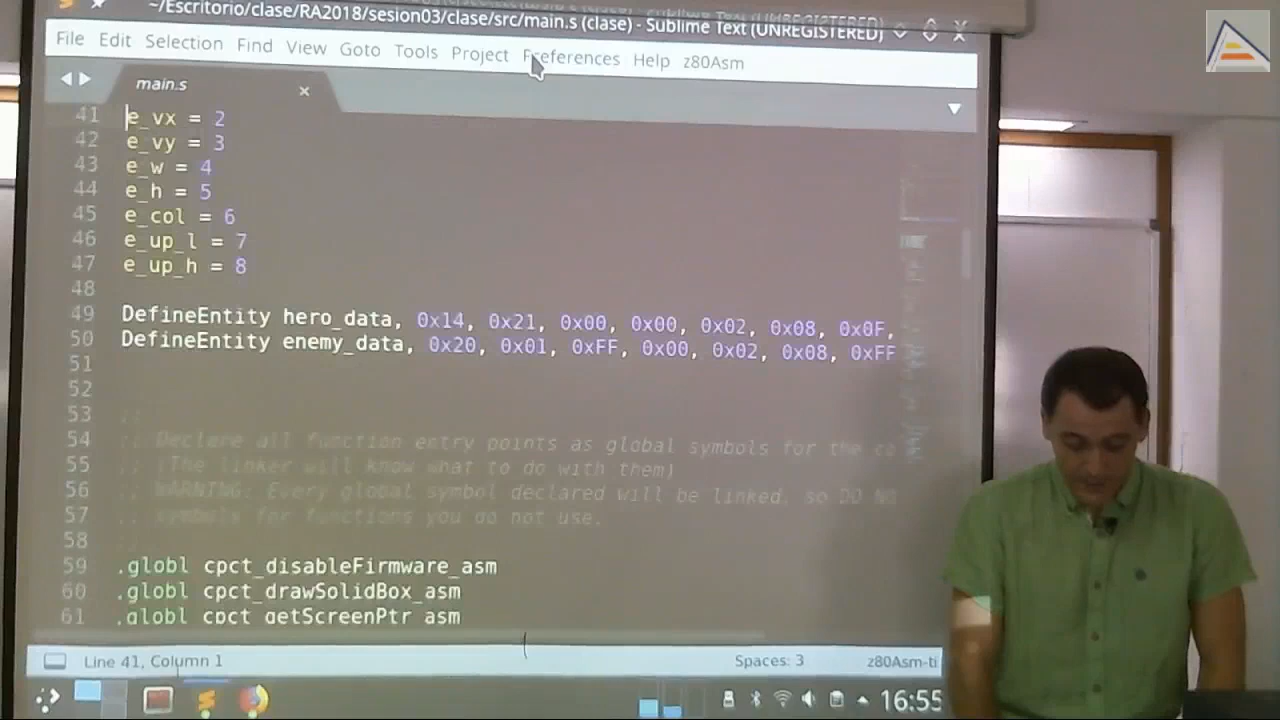 ~/Escritorio/clase/RA2018/sesion03/clase/src/main.s (clase) - Sublime Text (UNREGISTERED)
File Edit Selection Find View Goto Tools Project Preferences Help z80Asm
main.s
41 e_vx = 2
42 e_vy = 3
43 e_w = 4
44 e_h = 5
45 e_col = 6
46 e_up_l = 7
47 e_up_h = 8
48
49 DefineEntity hero_data, 0x14, 0x21, 0x00, 0x00, 0x02, 0x08, 0x0F,
50 DefineEntity enemy_data, 0x20, 0x01, 0xFF, 0x00, 0x02, 0x08, 0xFF
51
52
53 ;;
54 ;; Declare all function entry points as global symbols for the co
55 ;; (The linker will know what to do with them)
56 ;; WARNING: Every global symbol declared will be linked, so DO NO
57 ;; symbols for functions you do not use.
58 ;;
59 .globl cpct_disableFirmware_asm
60 .globl cpct_drawSolidBox_asm
61 .globl cpct_getScreenPtr_asm
Line 41, Column 1 Spaces: 3 z80Asm-ti
16:55